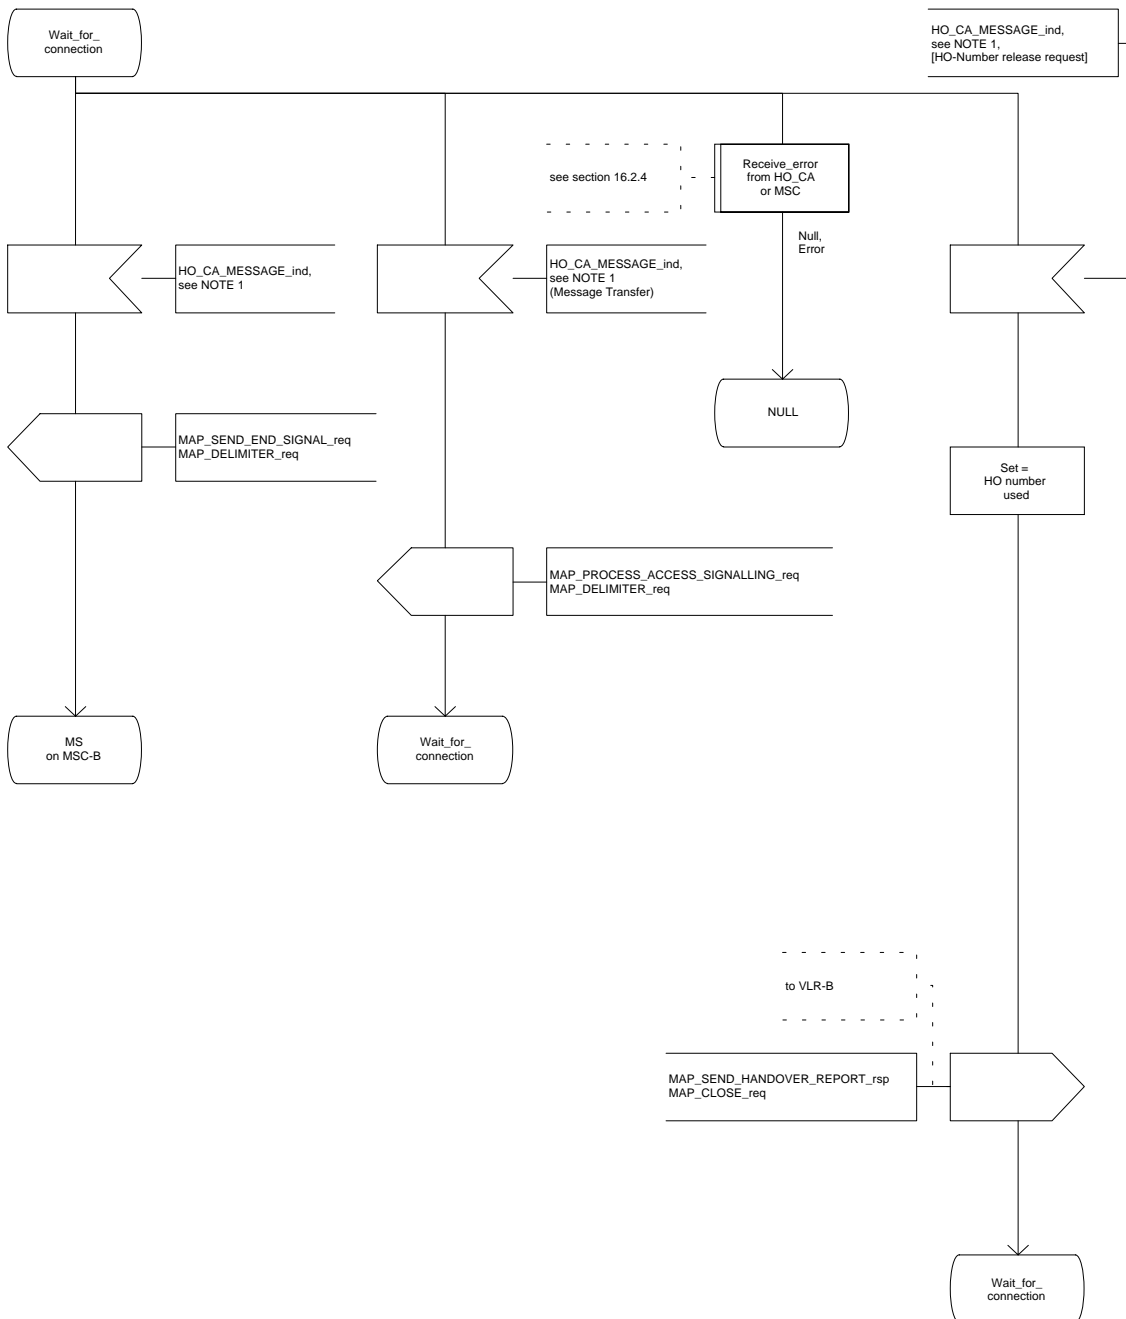 Wait_for_
connection
HO_CA_MESSAGE_ind,
see NOTE 1,
[HO-Number release request]
see section 16.2.4
Receive_error
from HO_CA
or MSC
Null,
Error
HO_CA_MESSAGE_ind,
see NOTE 1
HO_CA_MESSAGE_ind,
see NOTE 1
(Message Transfer)
NULL
MAP_SEND_END_SIGNAL_req
MAP_DELIMITER_req
Set =
HO number
used
MAP_PROCESS_ACCESS_SIGNALLING_req
MAP_DELIMITER_req
MS
on MSC-B
Wait_for_
connection
to VLR-B
MAP_SEND_HANDOVER_REPORT_rsp
MAP_CLOSE_req
Wait_for_
connection